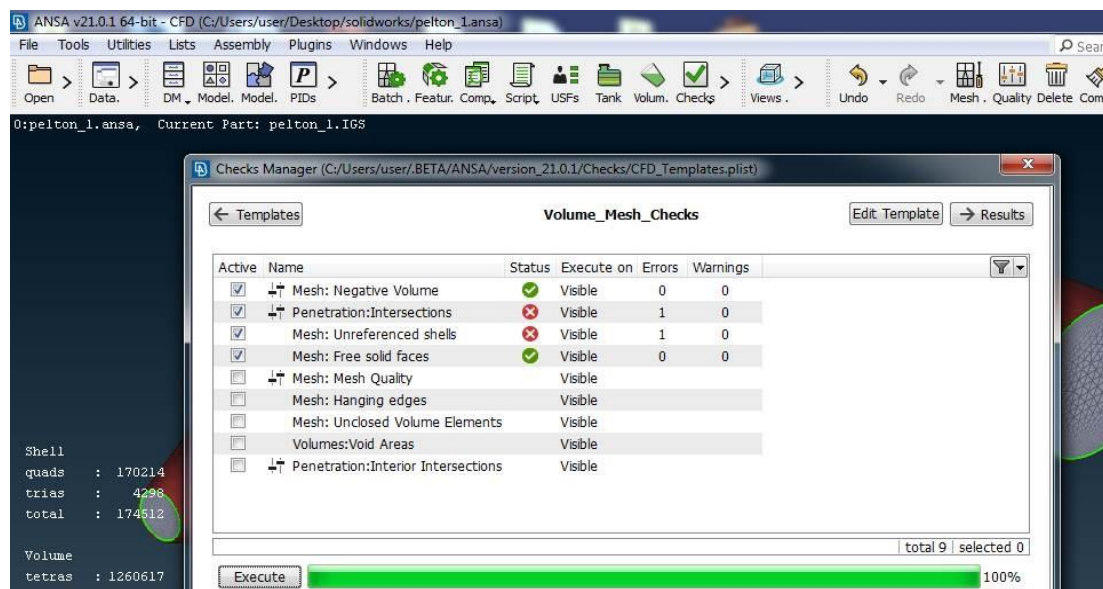 ANSA v21.0.1 64-bit - CFD (C:/Users/user/Desktop/solidworks/pelton_1.ansa)
File Tools Utilities Lists Assembly Plugins Windows Help Sear
Open Data. DM Model. Model. PIDs Batch . Featur. Comp. Script. USFs Tank Volum. Checks Views . Undo Redo Mesh . Quality Delete Com
0:pelton_1.ansa, Current Part: pelton_1.IGS
Checks Manager (C:/Users/user/.BETA/ANSA/version_21.0.1/Checks/CFD_Templates.plist)
Templates Volume_Mesh_Checks Edit Template Results
Active Name Status Execute on Errors Warnings
Mesh: Negative Volume Visible 0 0
Penetration:Intersections Visible 1 0
Mesh: Unreferenced shells Visible 1 0
Mesh: Free solid faces Visible 0 0
Mesh: Mesh Quality Visible
Mesh: Hanging edges Visible
Mesh: Unclosed Volume Elements Visible
Volumes:Void Areas Visible
Penetration:Interior Intersections Visible
Shell
quads : 170214
trias : 4298
total : 174512
total 9 selected 0
Volume
tetras : 1260617
Execute 100%